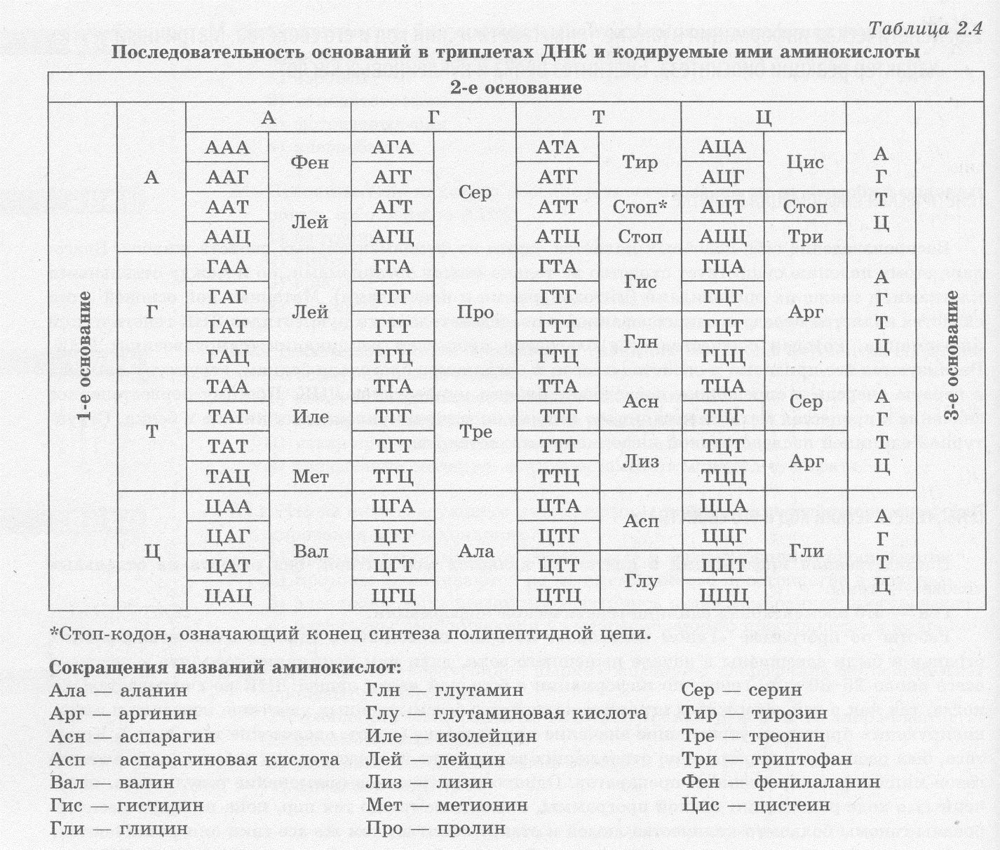 Таблица 2.4
Последовательность оснований в триплетах ДНК и кодируемые ими аминокислоты
2-е основание
1-е основание
3-е основание
А Г Т Ц
А
ААА Фен АГА Сер АТА Тир АЦА Цис А
ААГ АГГ АТГ АЦГ Г
ААТ Лей АГТ АТТ Стоп* АЦТ Стоп Т
ААЦ АГЦ АТЦ Стоп АЦЦ Три Ц
Г
ГАА Лей ГГА Про ГТА Гис ГЦА Арг А
ГАГ ГГГ ГТГ ГЦГ Г
ГАТ ГГТ ГТТ Глн ГЦТ Т
ГАЦ ГГЦ ГТЦ ГЦЦ Ц
Т
ТАА Иле ТГА Тре ТТА Асн ТЦА Сер А
ТАГ ТГГ ТТГ ТЦГ Г
ТАТ ТГТ ТТТ Лиз ТЦТ Арг Т
ТАЦ Мет ТГЦ ТТЦ ТЦЦ Ц
Ц
ЦАА Вал ЦГА Ала ЦТА Асп ЦЦА Гли А
ЦАГ ЦГГ ЦТГ ЦЦГ Г
ЦАТ ЦГТ ЦТТ Глу ЦЦТ Т
ЦАЦ ЦГЦ ЦТЦ ЦЦЦ Ц
*Стоп-кодон, означающий конец синтеза полипептидной цепи.
Сокращения названий аминокислот:
Ала — аланин
Арг — аргинин
Асн — аспарагин
Асп — аспарагиновая кислота
Вал — валин
Гис — гистидин
Гли — глицин
Глн — глутамин
Глу — глутаминовая кислота
Иле — изолейцин
Лей — лейцин
Лиз — лизин
Мет — метионин
Про — пролин
Сер — серин
Тир — тирозин
Тре — треонин
Три — триптофан
Фен — фенилаланин
Цис — цистеин